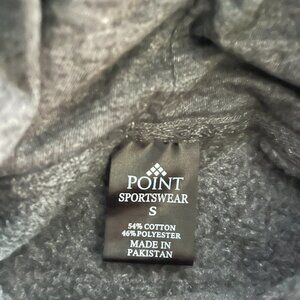 POINT
SPORTSWEAR
S
54% COTTON
46% POLYESTER
MADE IN
PAKISTAN